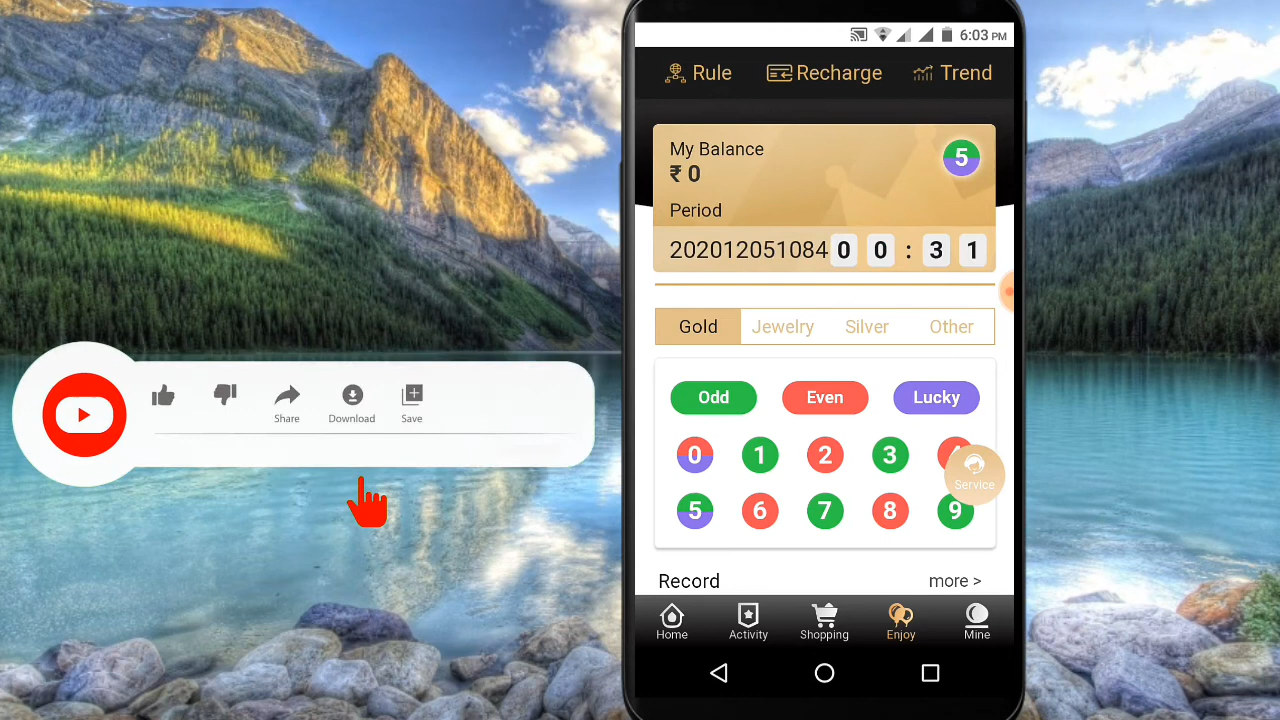 6:03 PM
Rule Recharge Trend
My Balance
₹ 0
5
Period
202012051084 0 0 : 3 1
Gold Jewelry Silver Other
Odd Even Lucky
0 1 2 3
5 6 7 8 9
Service
Record more >
Home Activity Shopping Enjoy Mine
Share Download Save